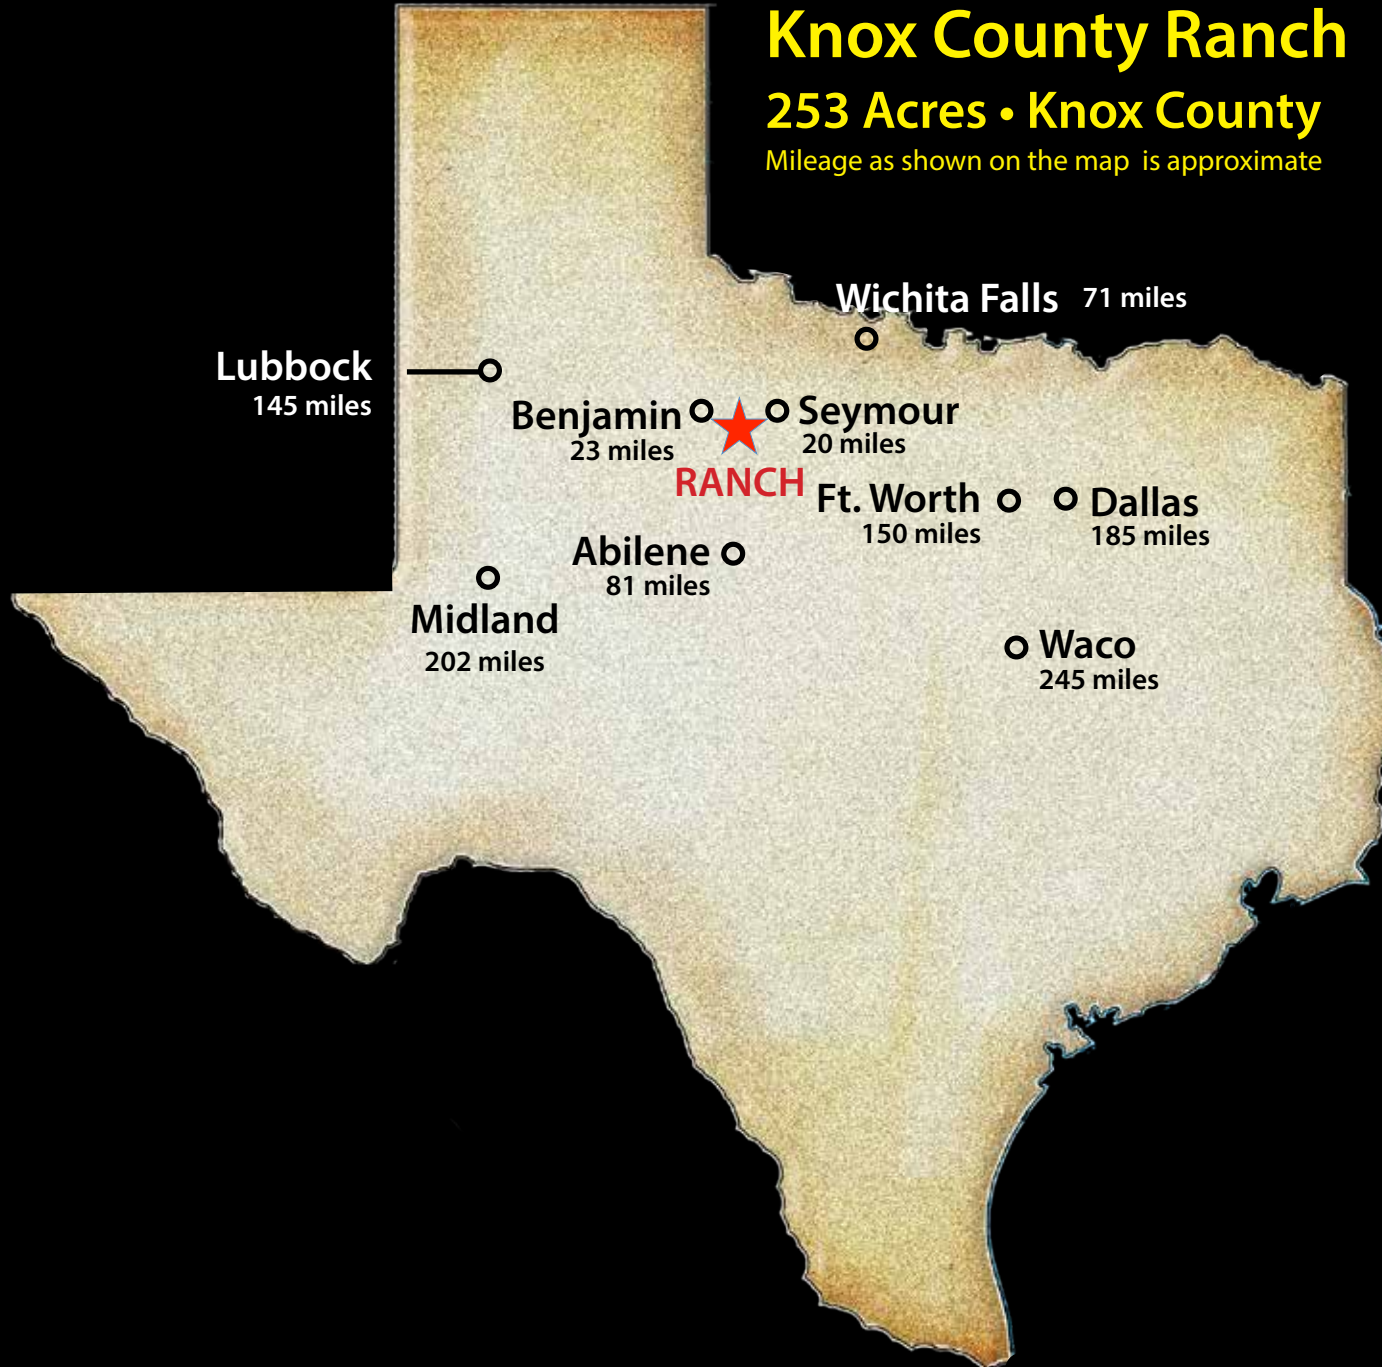 Knox County Ranch
253 Acres • Knox County
Mileage as shown on the map is approximate
Wichita Falls 71 miles
Lubbock
145 miles
Benjamin
23 miles
Seymour
20 miles
RANCH
Ft. Worth
150 miles
Dallas
185 miles
Abilene
81 miles
Midland
202 miles
Waco
245 miles